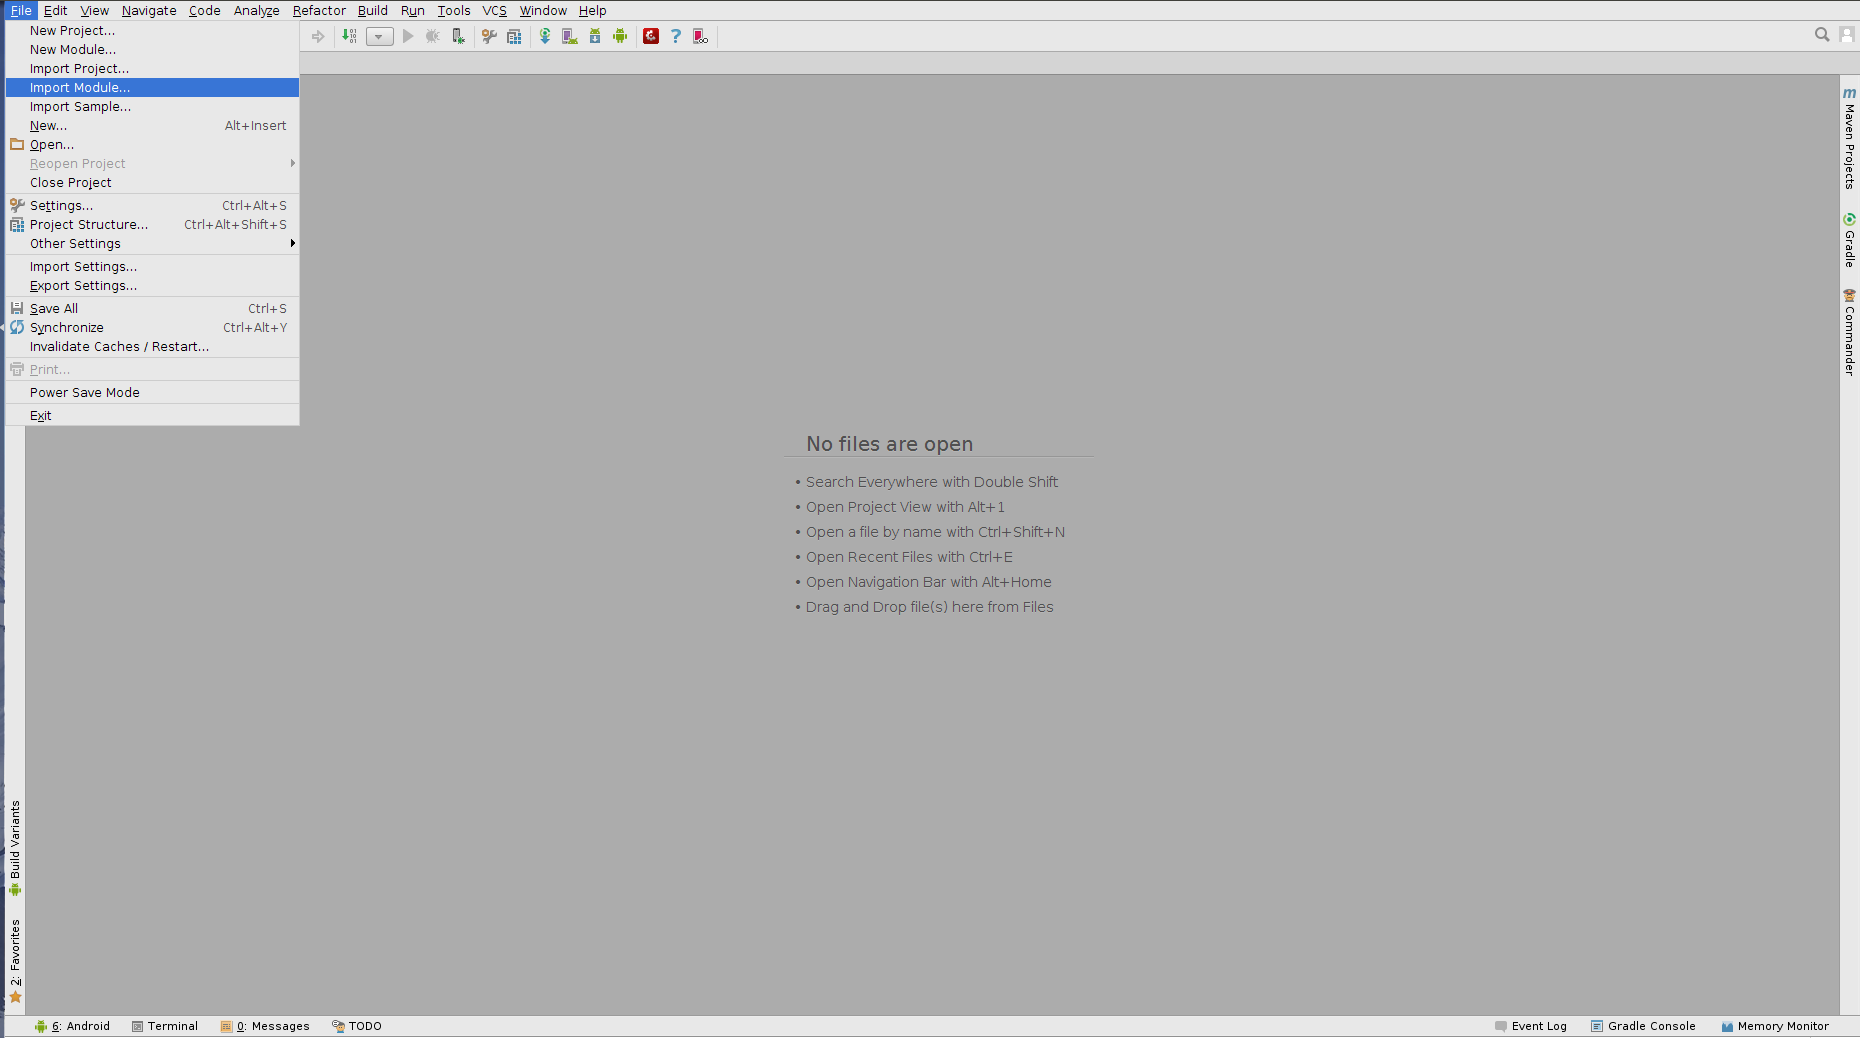 File Edit View Navigate Code Analyze Refactor Build Run Tools VCS Window Help
New Project...
New Module...
Import Project...
Import Module...
Import Sample...
New... Alt+Insert
Open...
Reopen Project
Close Project
Settings... Ctrl+Alt+S
Project Structure... Ctrl+Alt+Shift+S
Other Settings
Import Settings...
Export Settings...
Save All Ctrl+S
Synchronize Ctrl+Alt+Y
Invalidate Caches / Restart...
Print...
Power Save Mode
Exit
No files are open
• Search Everywhere with Double Shift
• Open Project View with Alt+1
• Open a file by name with Ctrl+Shift+N
• Open Recent Files with Ctrl+E
• Open Navigation Bar with Alt+Home
• Drag and Drop file(s) here from Files
Maven Projects
Gradle
Commander
Build Variants
2: Favorites
6: Android Terminal 0: Messages TODO Event Log Gradle Console Memory Monitor